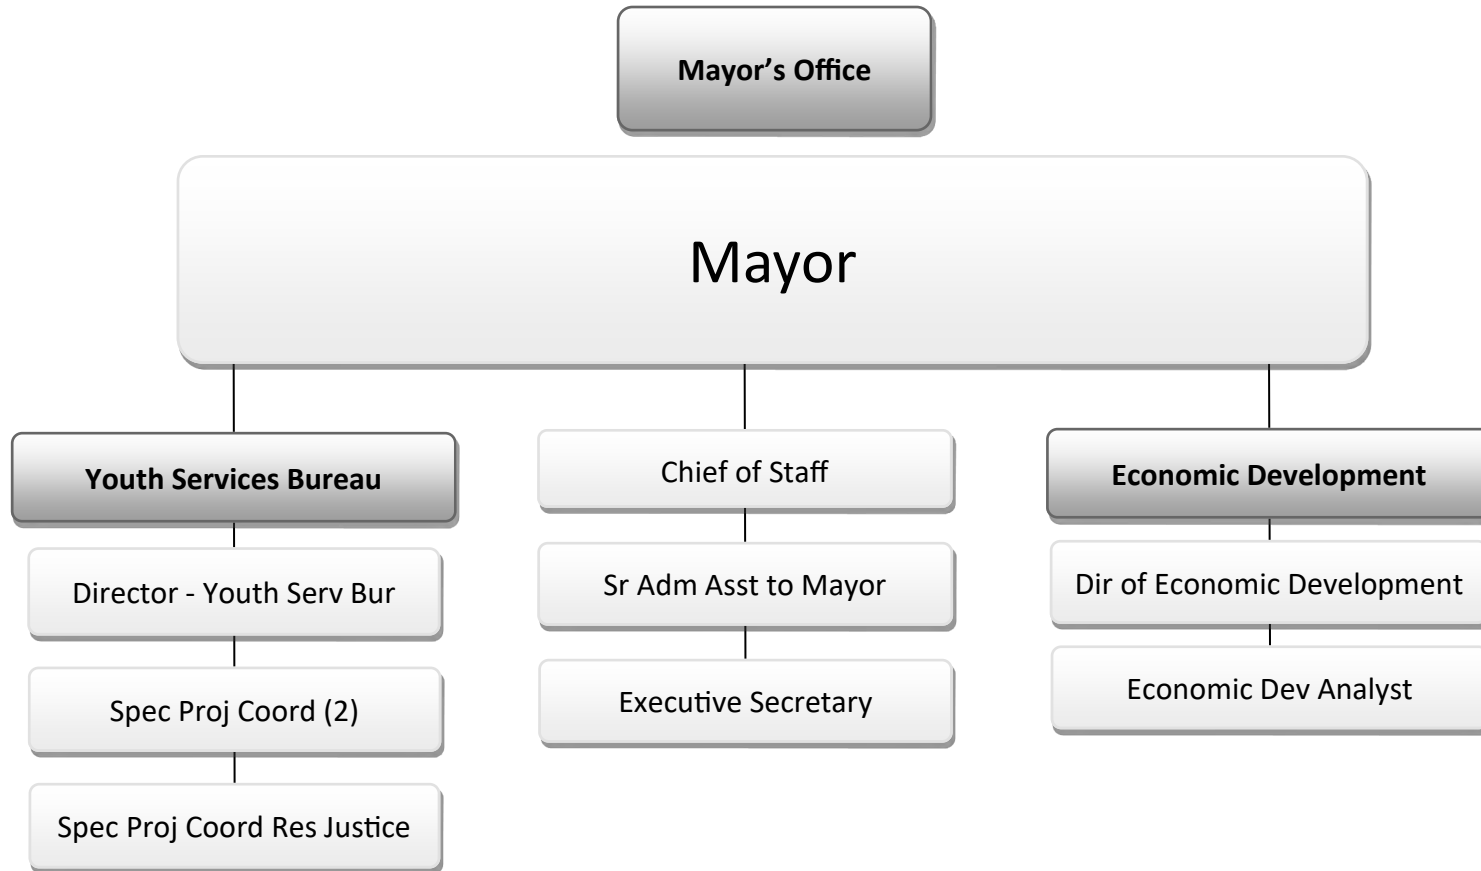 Mayor’s Office
Mayor
Youth Services Bureau
Director - Youth Serv Bur
Spec Proj Coord (2)
Spec Proj Coord Res Justice
Chief of Staff
Sr Adm Asst to Mayor
Executive Secretary
Economic Development
Dir of Economic Development
Economic Dev Analyst